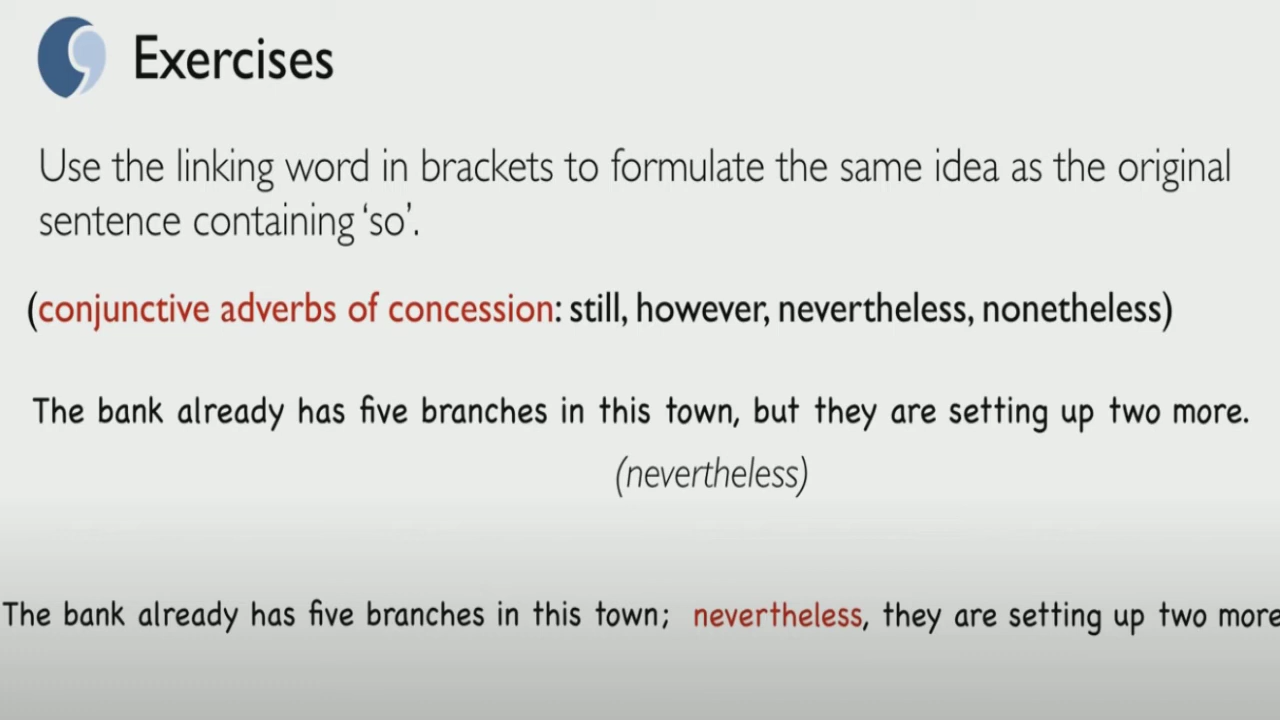 Exercises
Use the linking word in brackets to formulate the same idea as the original
sentence containing ‘so’.
(conjunctive adverbs of concession: still, however, nevertheless, nonetheless)
The bank already has five branches in this town, but they are setting up two more.
(nevertheless)
The bank already has five branches in this town; nevertheless, they are setting up two more